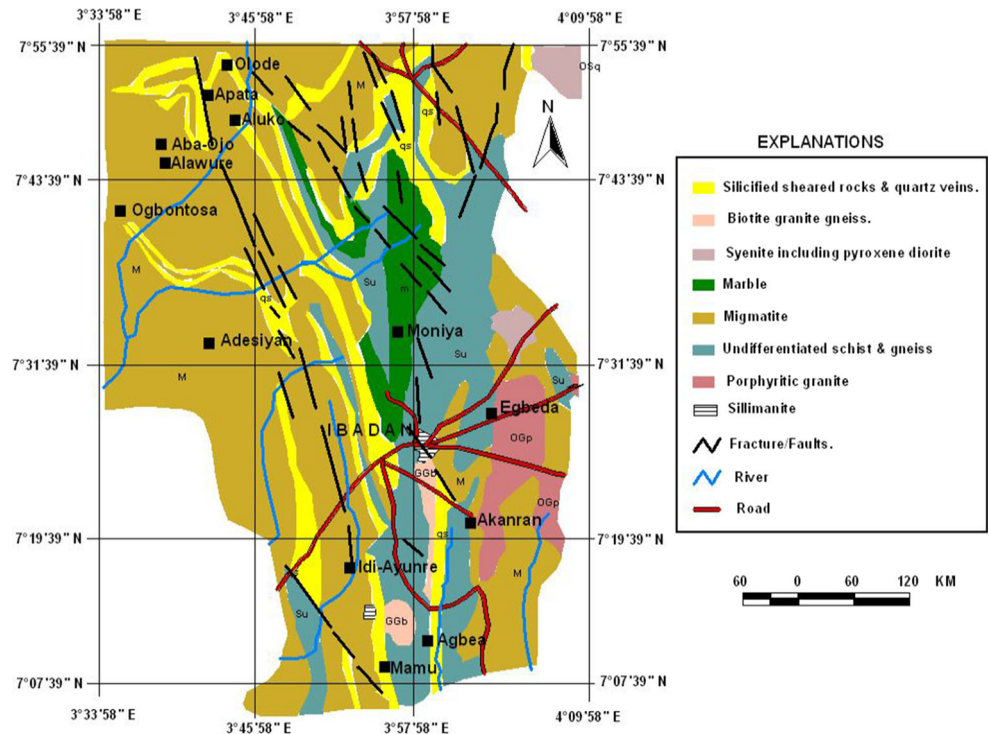 3°33'58" E
3°45'58" E
3°57'58" E
4°09'58" E
7°55'39" N
7°55'39" N
Olode
OSq
M
Apata
qs
N
Aluko
qs
Aba-Ojo
Alawure
7°43'39" N
7°43'39" N
Ogbontosa
M
Su
m
qs
Moniya
Adesiyan
Su
7°31'39" N
7°31'39" N
M
Su
Egbeda
IBADAN
OGp
GGb
M
OGp
Akanran
qs
7°19'39" N
7°19'39" N
Idi-Ayunre
M
Su
GGb
Agbea
Mamu
7°07'39" N
7°07'39" N
3°33'58" E
3°45'58" E
3°57'58" E
4°09'58" E
EXPLANATIONS
Silicified sheared rocks & quartz veins.
Biotite granite gneiss.
Syenite including pyroxene diorite
Marble
Migmatite
Undifferentiated schist & gneiss
Porphyritic granite
Sillimanite
Fracture/Faults.
River
Road
60 0 60 120 KM